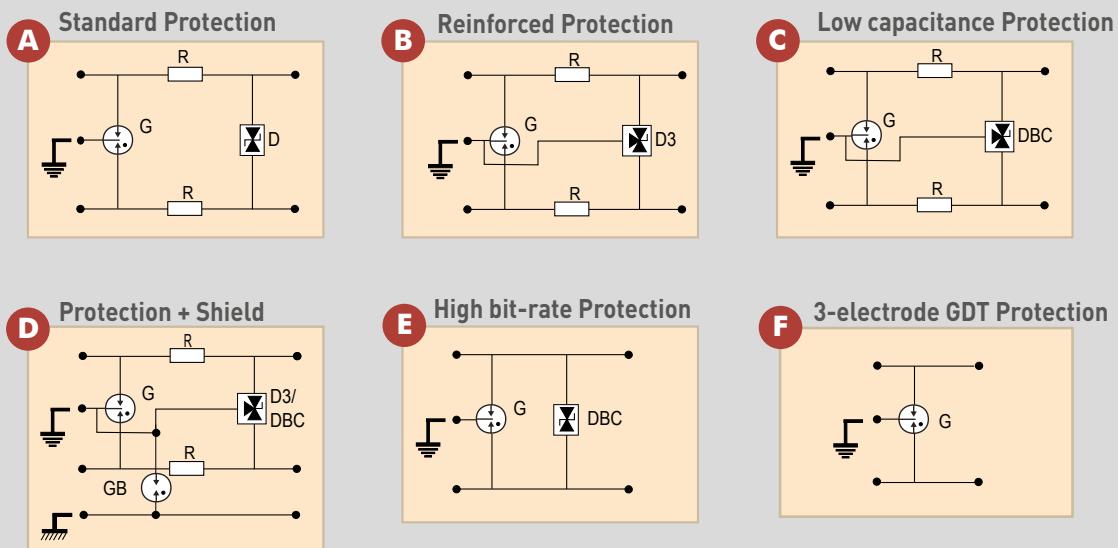 A Standard Protection
R
G
D
R
B Reinforced Protection
R
G
D3
R
C Low capacitance Protection
R
G
DBC
R
D Protection + Shield
R
G
D3/
DBC
R
GB
E High bit-rate Protection
G
DBC
F 3-electrode GDT Protection
G